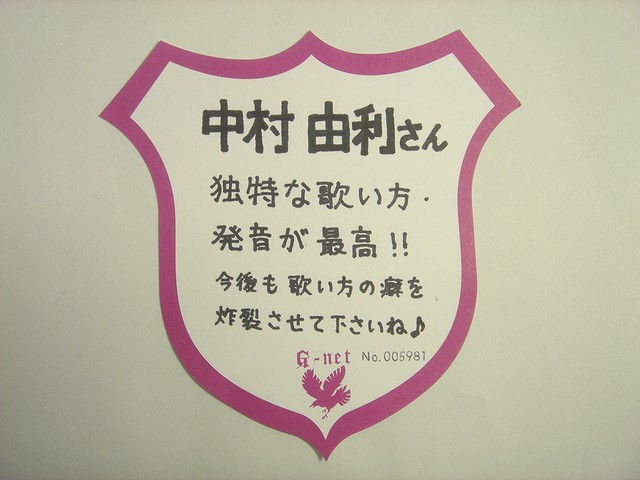 中村 由利さん
独特な歌い方・
発音が最高!!
今後も歌い方の癖を
炸裂させて下さいね♪
G-net No.005981